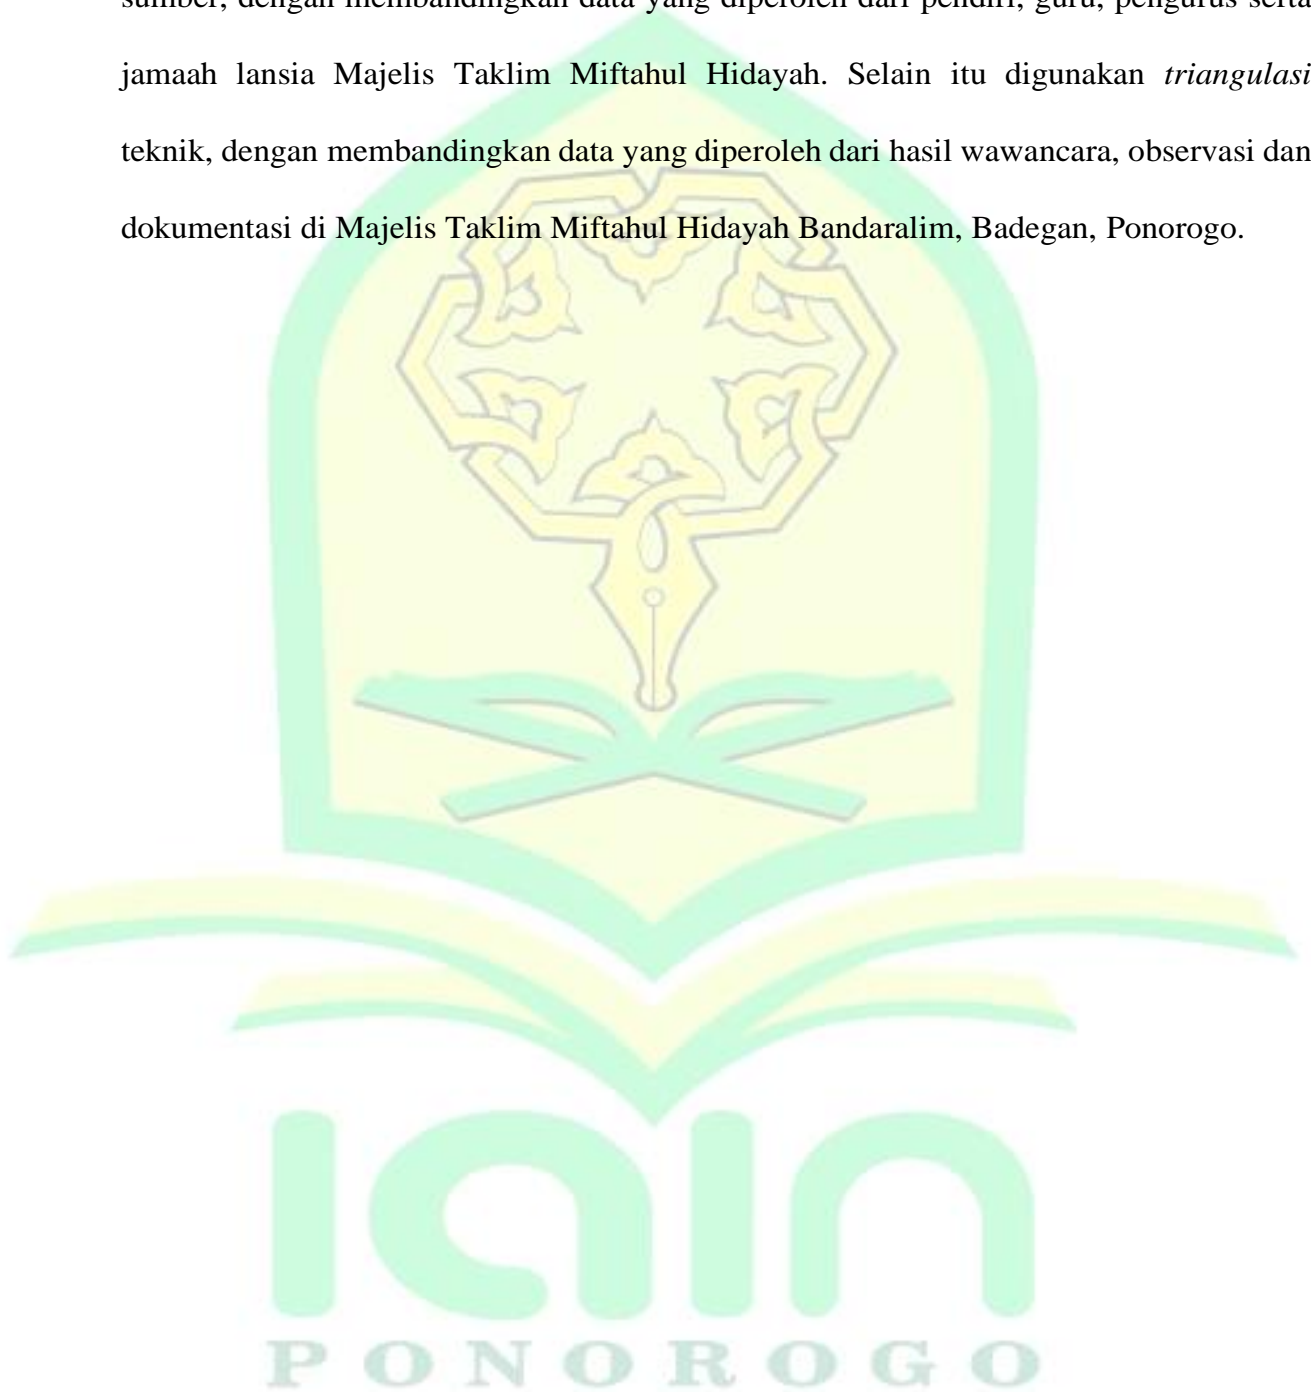 sumber, dengan membandingkan data yang diperoleh dari pendiri, guru, pengurus serta
jamaah lansia Majelis Taklim Miftahul Hidayah. Selain itu digunakan triangulasi
teknik, dengan membandingkan data yang diperoleh dari hasil wawancara, observasi dan
dokumentasi di Majelis Taklim Miftahul Hidayah Bandaralim, Badegan, Ponorogo.
iain
PONOROGO